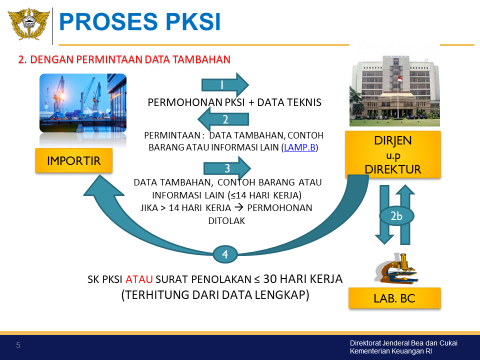 PROSES PKSI
2. DENGAN PERMINTAAN DATA TAMBAHAN
1
PERMOHONAN PKSI + DATA TEKNIS
2
PERMINTAAN : DATA TAMBAHAN, CONTOH
BARANG ATAU INFORMASI LAIN (LAMP.B)
IMPORTIR
DIRJEN
u.p
DIREKTUR
3
DATA TAMBAHAN, CONTOH BARANG ATAU
INFORMASI LAIN (≤14 HARI KERJA)
JIKA > 14 HARI KERJA → PERMOHONAN
DITOLAK
2b
4
SK PKSI ATAU SURAT PENOLAKAN ≤ 30 HARI KERJA
(TERHITUNG DARI DATA LENGKAP)
LAB. BC
5
Direktorat Jenderal Bea dan Cukai
Kementerian Keuangan RI